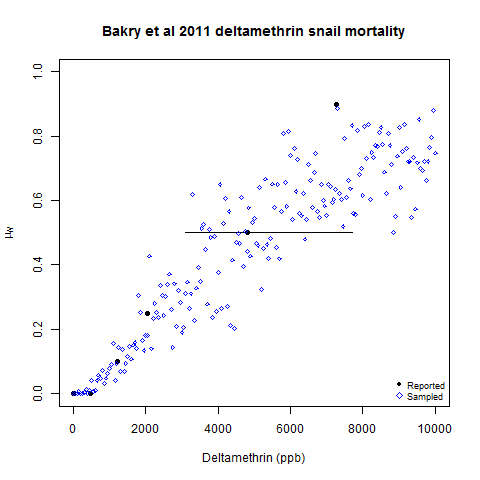 Bakry et al 2011 deltamethrin snail mortality
1.0
0.8
0.6
0.4
0.2
0.0
μw
0 2000 4000 6000 8000 10000
Deltamethrin (ppb)
Reported
Sampled